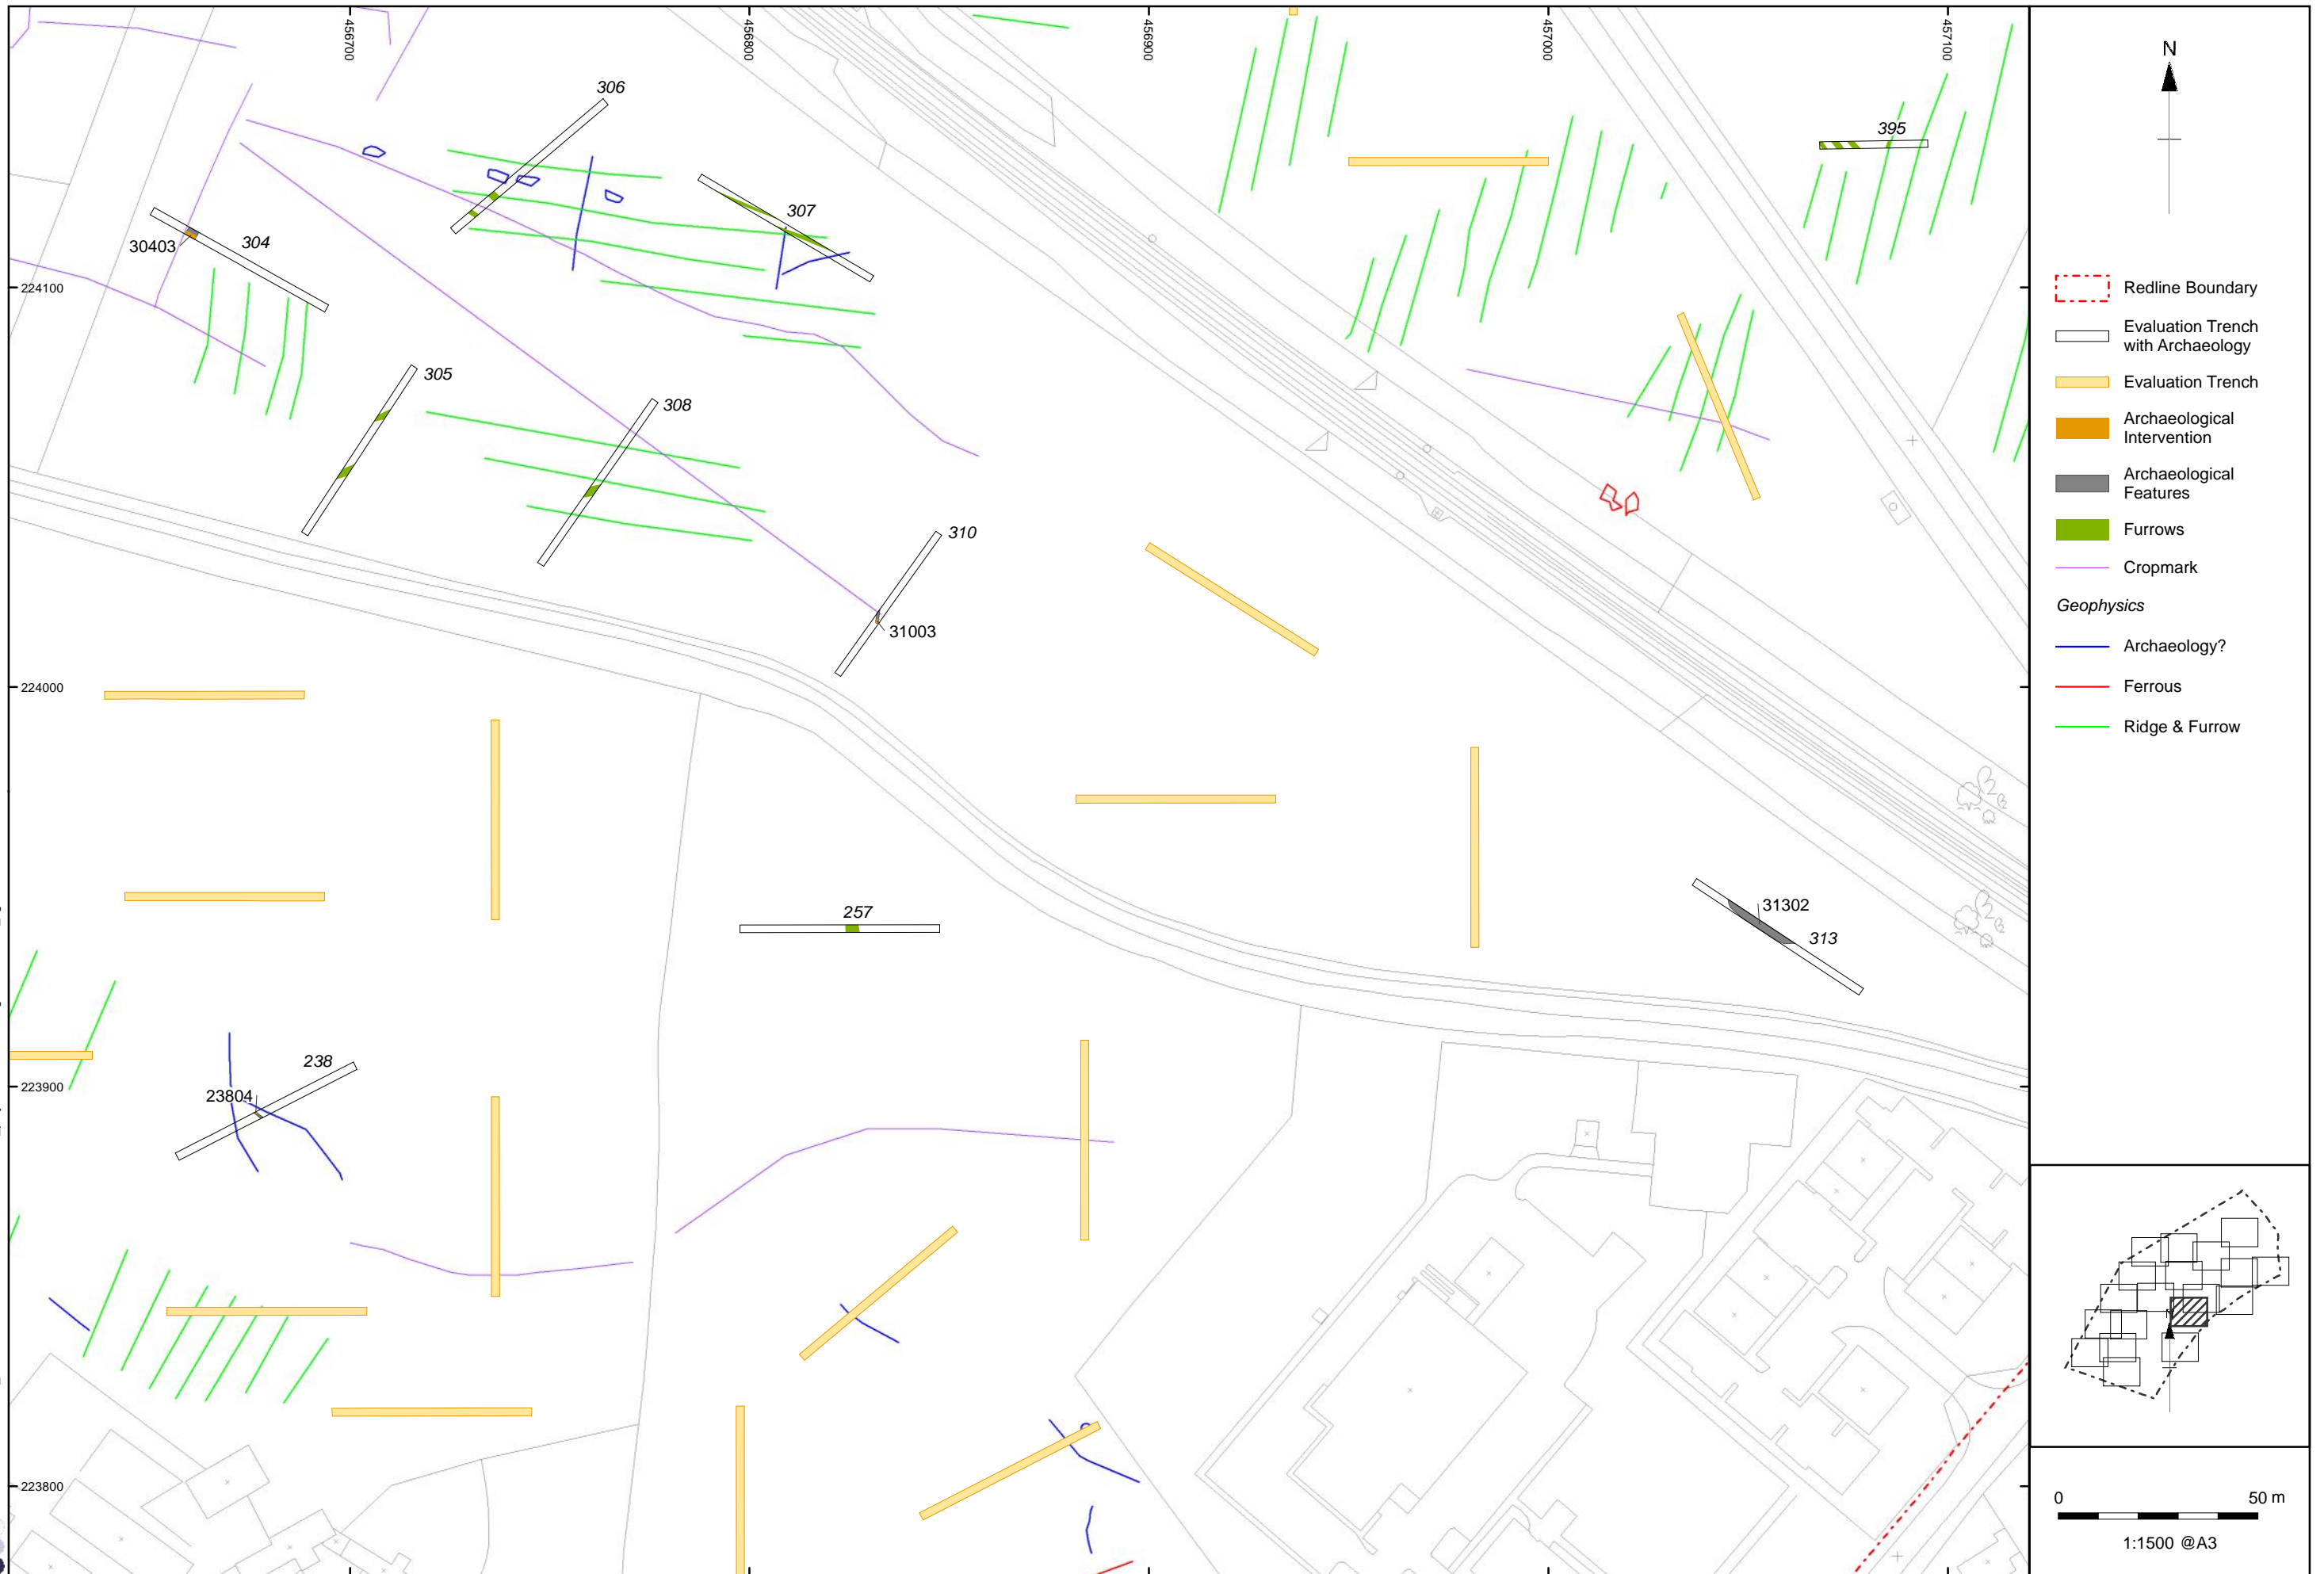 456700
456800
456900
457000
457100
N
306
395
307
304
30403
224100
305
308
310
31003
224000
257
31302
313
238
23804
223900
223800
Redline Boundary
Evaluation Trench
with Archaeology
Evaluation Trench
Archaeological
Intervention
Archaeological
Features
Furrows
Cropmark
Geophysics
Archaeology?
Ferrous
Ridge & Furrow
0 50 m
1:1500 @A3